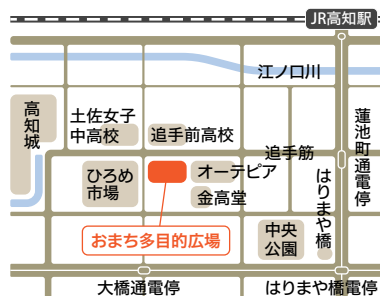 JR高知駅
江ノ口川
高知城
土佐女子
中高校
追手前高校
追手筋
蓮池町通電停
ひろめ
市場
オーテピア
金高堂
はりまや橋
おまち多目的広場
中央
公園
大橋通電停
はりまや橋電停